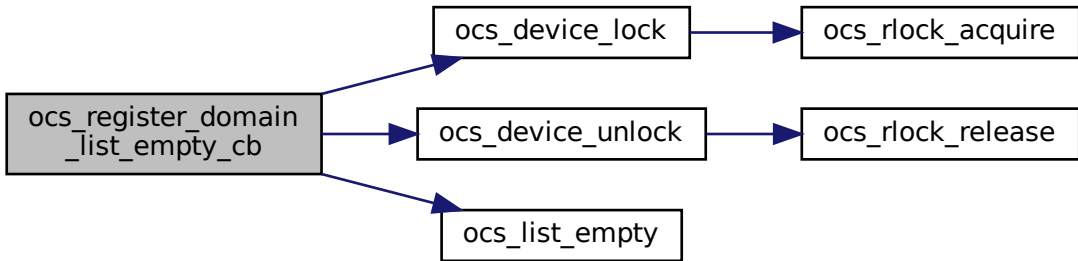 ocs_register_domain
_list_empty_cb
ocs_device_lock
ocs_rlock_acquire
ocs_device_unlock
ocs_rlock_release
ocs_list_empty